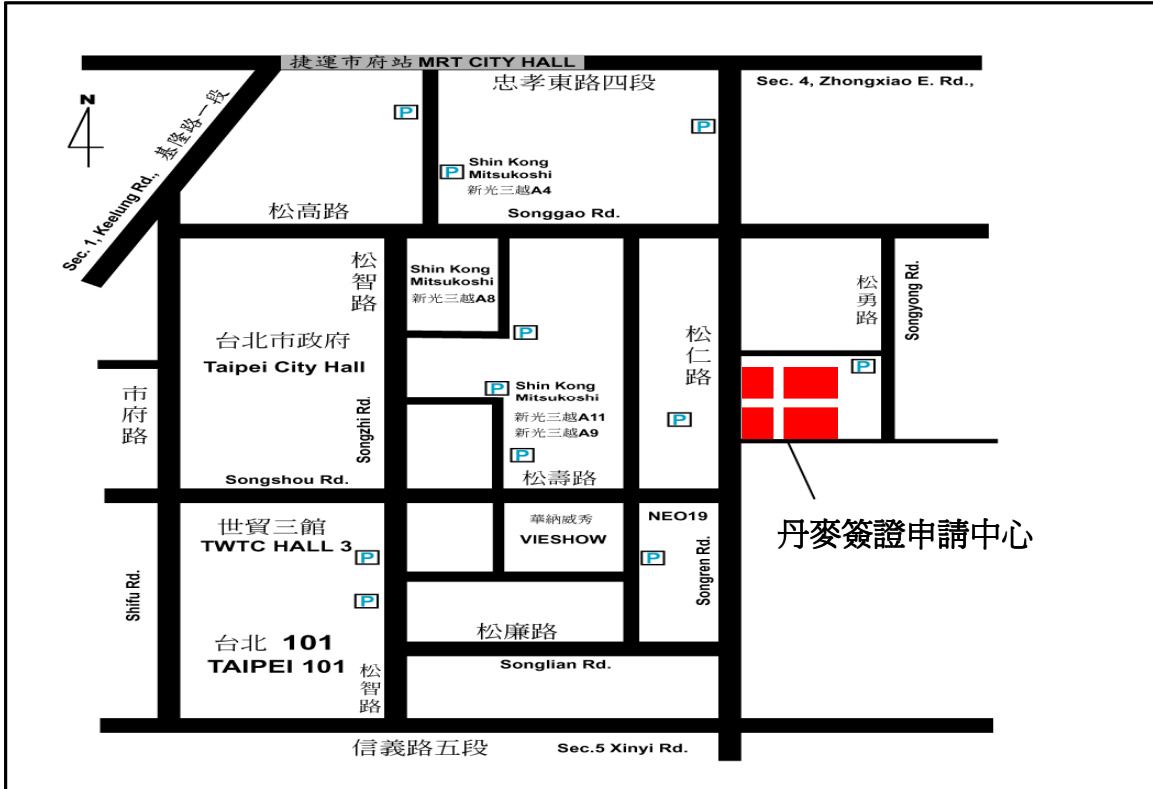 捷運市府站 MRT CITY HALL
忠孝東路四段
Sec. 4, Zhongxiao E. Rd.,
N
基隆路一段
Sec. 1, Keelung Rd.,
P
P
P
Shin Kong
Mitsukoshi
新光三越A4
松高路
Songgao Rd.
松智路
Shin Kong
Mitsukoshi
新光三越A8
松勇路
Songyong Rd.
台北市政府
Taipei City Hall
P
松仁路
P
市府路
Songzhi Rd.
P
Shin Kong
Mitsukoshi
新光三越A11
新光三越A9
P
P
Songshou Rd.
松壽路
世貿三館
TWTC HALL 3
P
華納威秀
VIESHOW
NEO19
P
Songren Rd.
丹麥簽證申請中心
Shifu Rd.
P
台北 101
TAIPEI 101
松智路
松廉路
Songlian Rd.
信義路五段
Sec.5 Xinyi Rd.